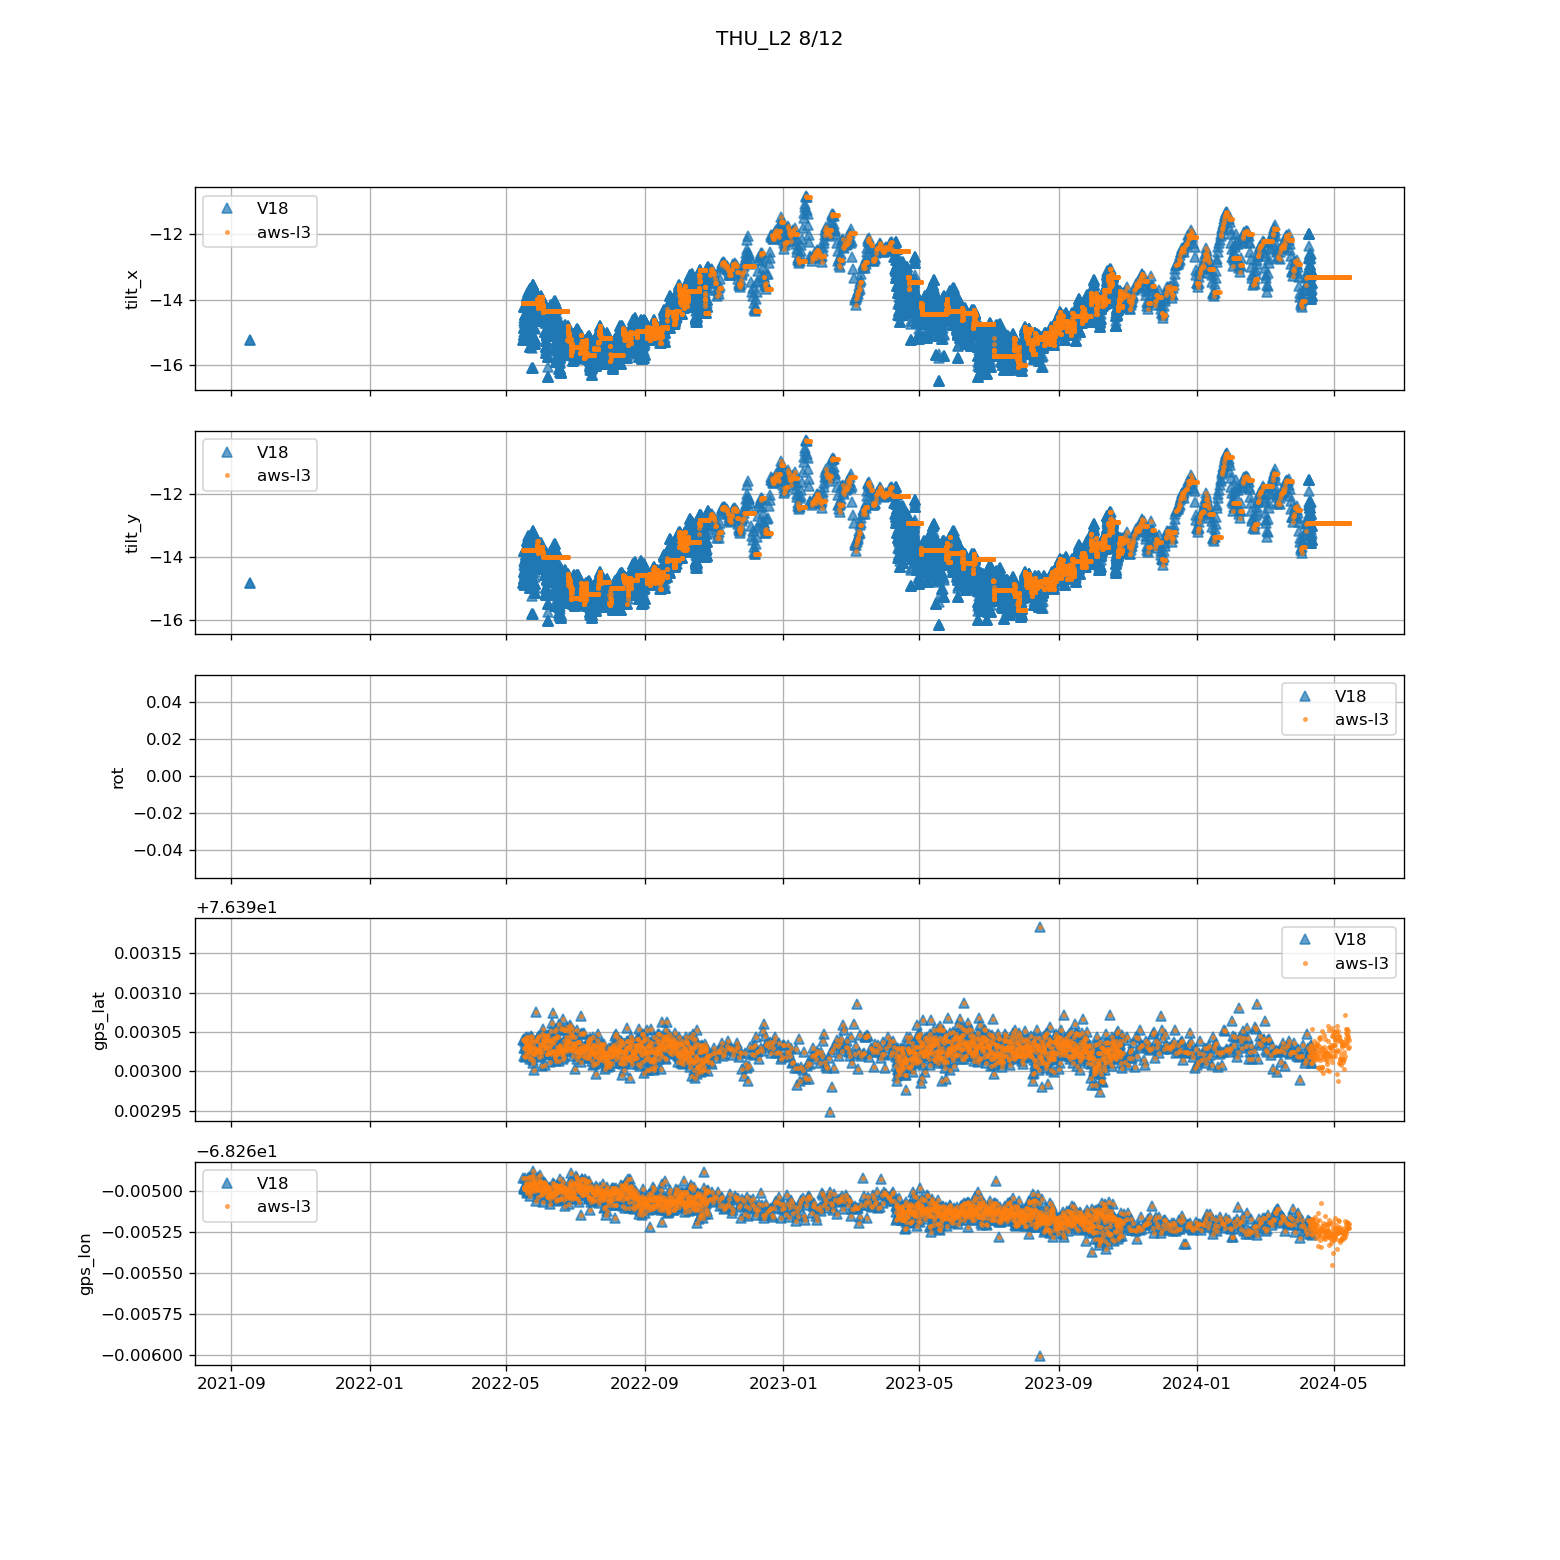 THU_L2 8/12
V18
aws-l3
−12
−14
−16
tilt_x
V18
aws-l3
−12
−14
−16
tilt_y
V18
aws-l3
0.04
0.02
0.00
−0.02
−0.04
rot
+7.639e1
V18
aws-l3
0.00315
0.00310
0.00305
0.00300
0.00295
gps_lat
−6.826e1
V18
aws-l3
−0.00500
−0.00525
−0.00550
−0.00575
−0.00600
gps_lon
2021-09 2022-01 2022-05 2022-09 2023-01 2023-05 2023-09 2024-01 2024-05